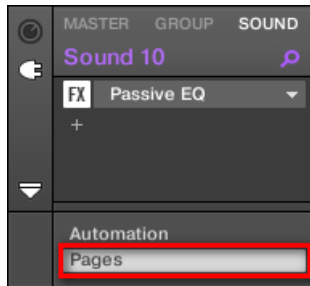 MASTER GROUP SOUND
Sound 10
FX Passive EQ
+
Automation
Pages